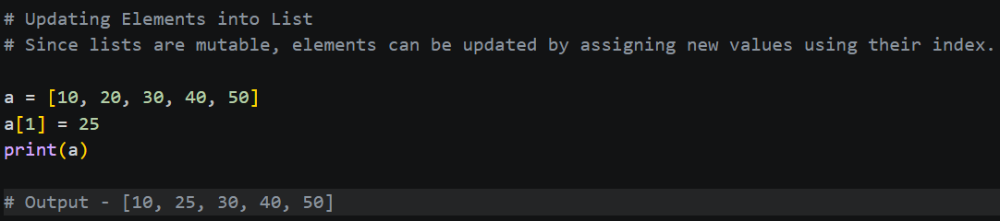 # Updating Elements into List
# Since lists are mutable, elements can be updated by assigning new values using their index.
a = [10, 20, 30, 40, 50]
a[1] = 25
print(a)
# Output - [10, 25, 30, 40, 50]